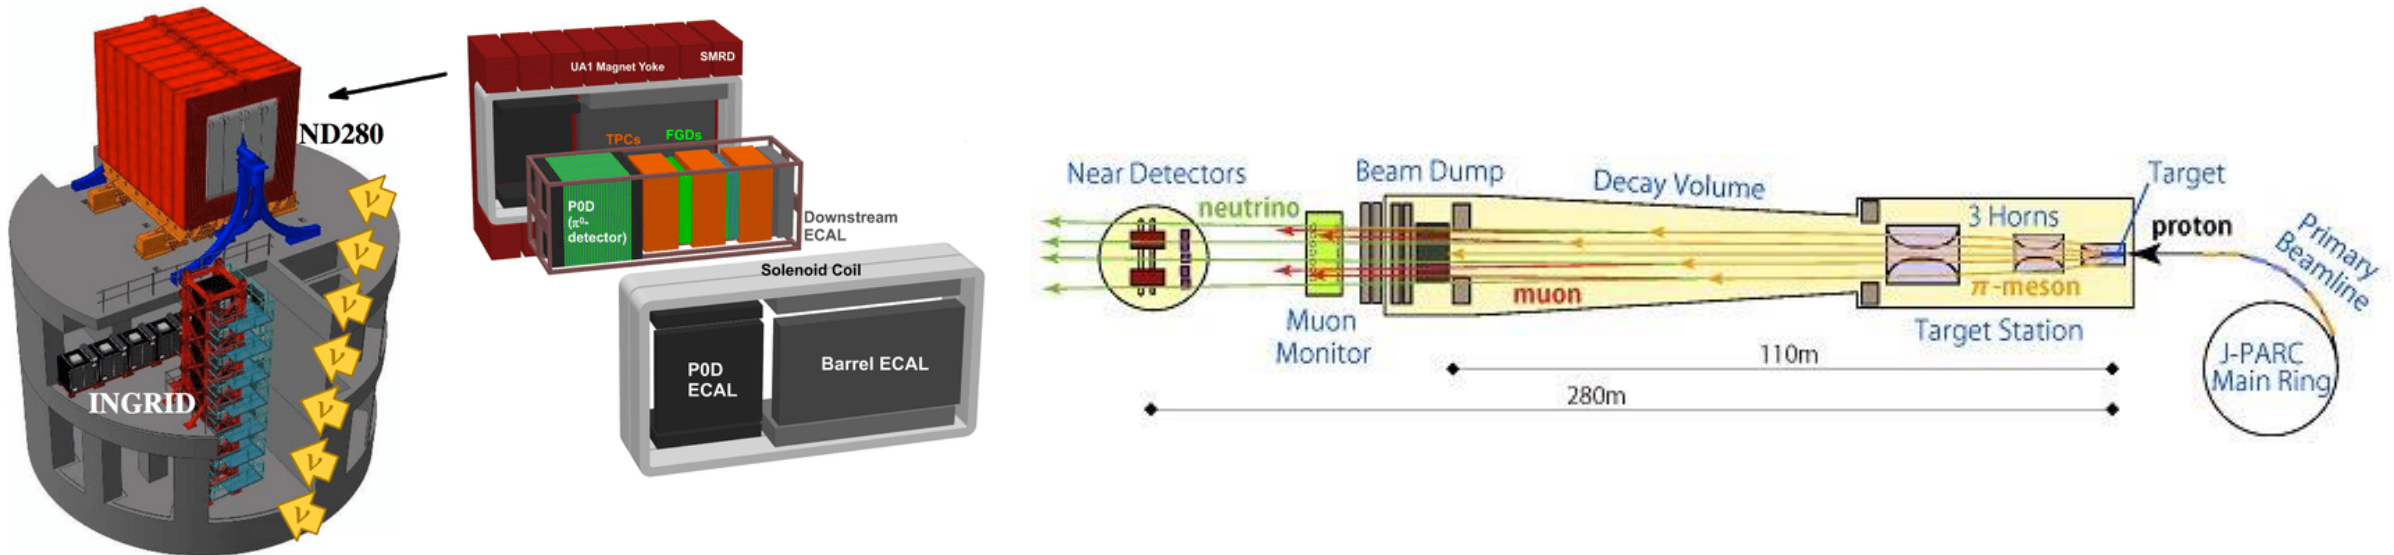 ND280
INGRID
ν
ν
ν
ν
ν
ν
ν
UA1 Magnet Yoke
SMRD
TPCs
FGDs
P0D
(π⁰-
detector)
Downstream
ECAL
Solenoid Coil
P0D
ECAL
Barrel ECAL
Near Detectors
neutrino
Beam Dump
Decay Volume
Target
3 Horns
proton
Primary
Beamline
π-meson
muon
Muon
Monitor
Target Station
110m
280m
J-PARC
Main Ring